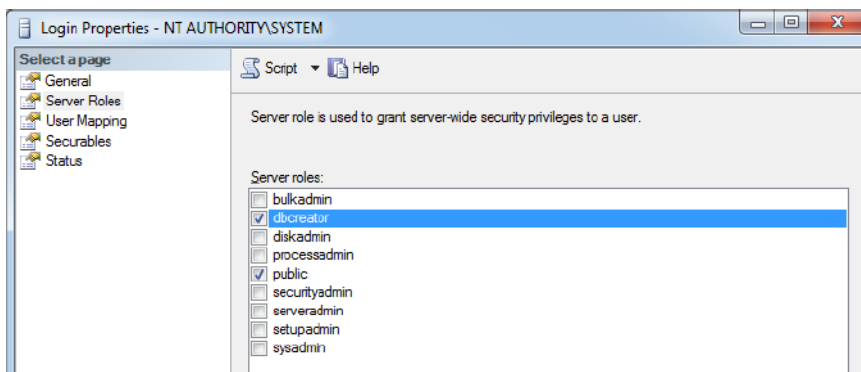 Login Properties - NT AUTHORITY\SYSTEM
Select a page
General
Server Roles
User Mapping
Securables
Status
Script Help
Server role is used to grant server-wide security privileges to a user.
Server roles:
bulkadmin
dbcreator
diskadmin
processadmin
public
securityadmin
serveradmin
setupadmin
sysadmin